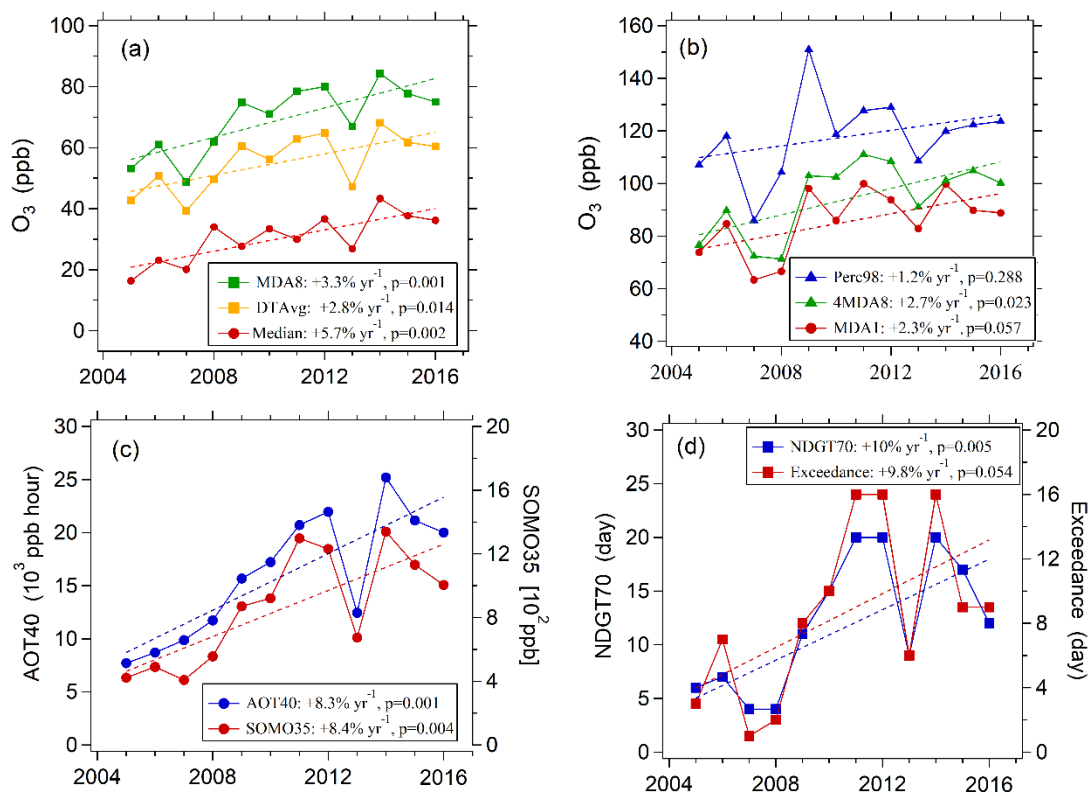 (a)
100
80
60
40
20
0
O3 (ppb)
MDA8: +3.3% yr-1, p=0.001
DTAvg: +2.8% yr-1, p=0.014
Median: +5.7% yr-1, p=0.002
2004 2008 2012 2016
(b)
160
140
120
100
80
60
40
O3 (ppb)
Perc98: +1.2% yr-1, p=0.288
4MDA8: +2.7% yr-1, p=0.023
MDA1: +2.3% yr-1, p=0.057
2004 2008 2012 2016
(c)
30
25
20
15
10
5
0
AOT40 (103 ppb hour)
20
16
12
8
4
0
SOMO35 [102 ppb]
AOT40: +8.3% yr-1, p=0.001
SOMO35: +8.4% yr-1, p=0.004
2004 2008 2012 2016
(d)
30
25
20
15
10
5
0
NDGT70 (day)
NDGT70: +10% yr-1, p=0.005
Exceedance: +9.8% yr-1, p=0.054
20
16
12
8
4
0
Exceedance (day)
2004 2008 2012 2016